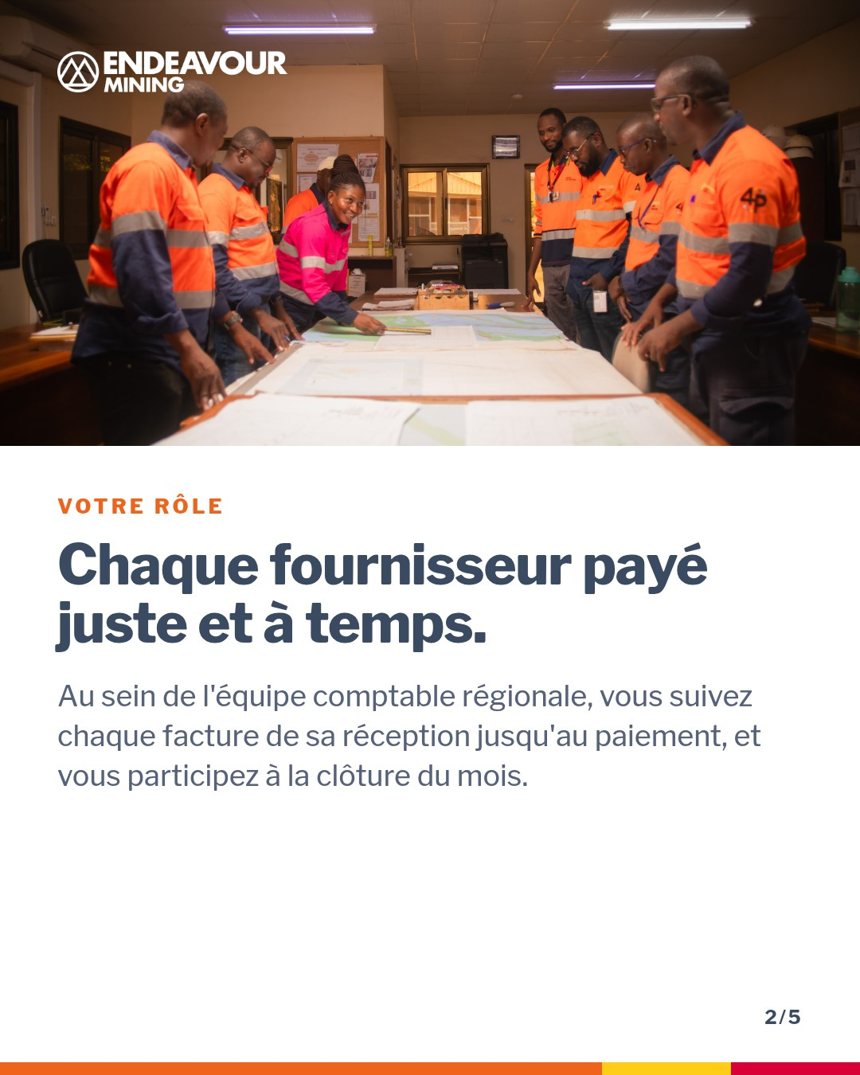 ENDEAVOUR
MINING
4P
VOTRE RÔLE
Chaque fournisseur payé
juste et à temps.
Au sein de l'équipe comptable régionale, vous suivez
chaque facture de sa réception jusqu'au paiement, et
vous participez à la clôture du mois.
2/5